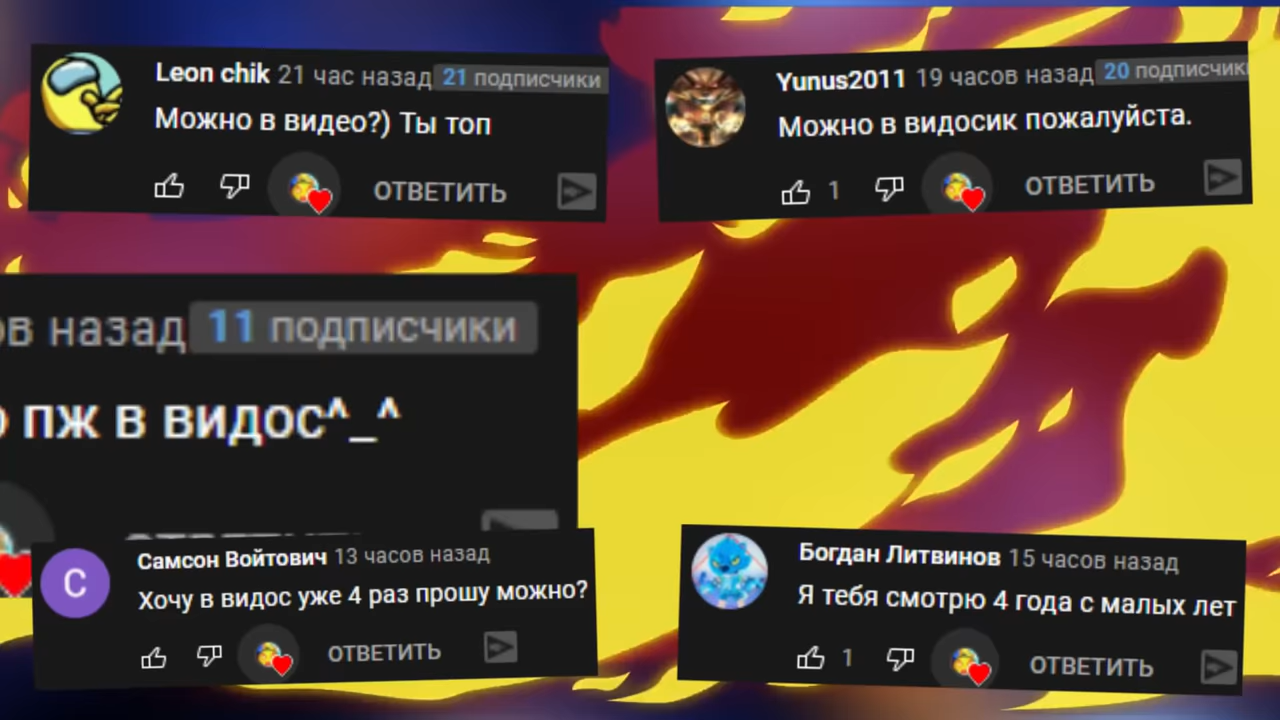 Leon chik 21 час назад 21 подписчики
Можно в видео?) Ты топ
ОТВЕТИТЬ
Yunus2011 19 часов назад 20 подписчик
Можно в видосик пожалуйста.
1 ОТВЕТИТЬ
ов назад 11 подписчики
пж в видос^_^
С
Самсон Войтович 13 часов назад
Хочу в видос уже 4 раз прошу можно?
ОТВЕТИТЬ
Богдан Литвинов 15 часов назад
Я тебя смотрю 4 года с малых лет
1 ОТВЕТИТЬ